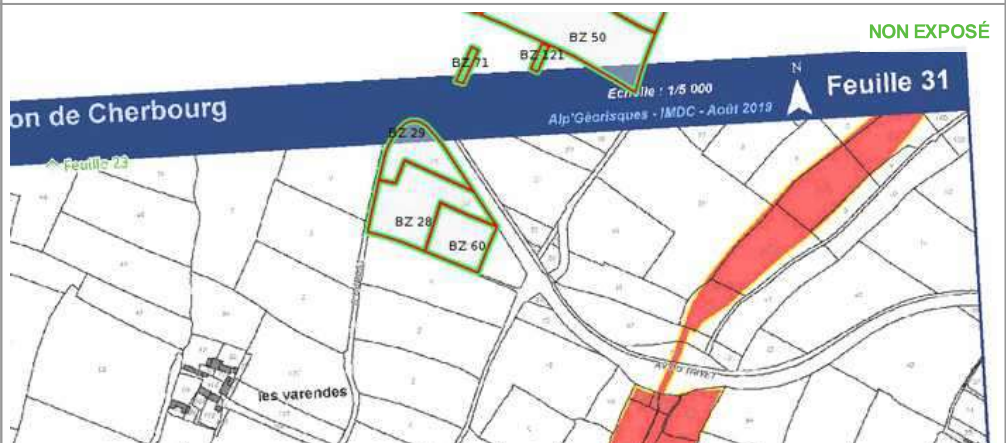 NON EXPOSÉ
BZ 50
BZ 121
BZ 71
Echelle : 1/5 000
N
Feuille 31
on de Cherbourg
Alp'Géorisques - IMDC - Août 2019
BZ 29
Feuille 23
BZ 28
BZ 60
les varendes